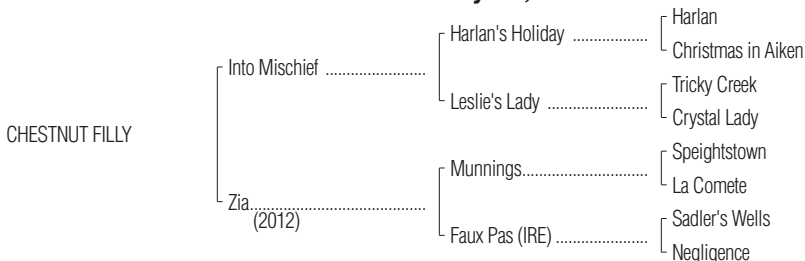 Harlan
Harlan's Holiday ..................
Christmas in Aiken
Into Mischief ........................
Tricky Creek
Leslie's Lady ........................
Crystal Lady
CHESTNUT FILLY
Speightstown
Munnings..............................
La Comete
Zia..........................................
(2012)
Sadler's Wells
Faux Pas (IRE) ......................
Negligence